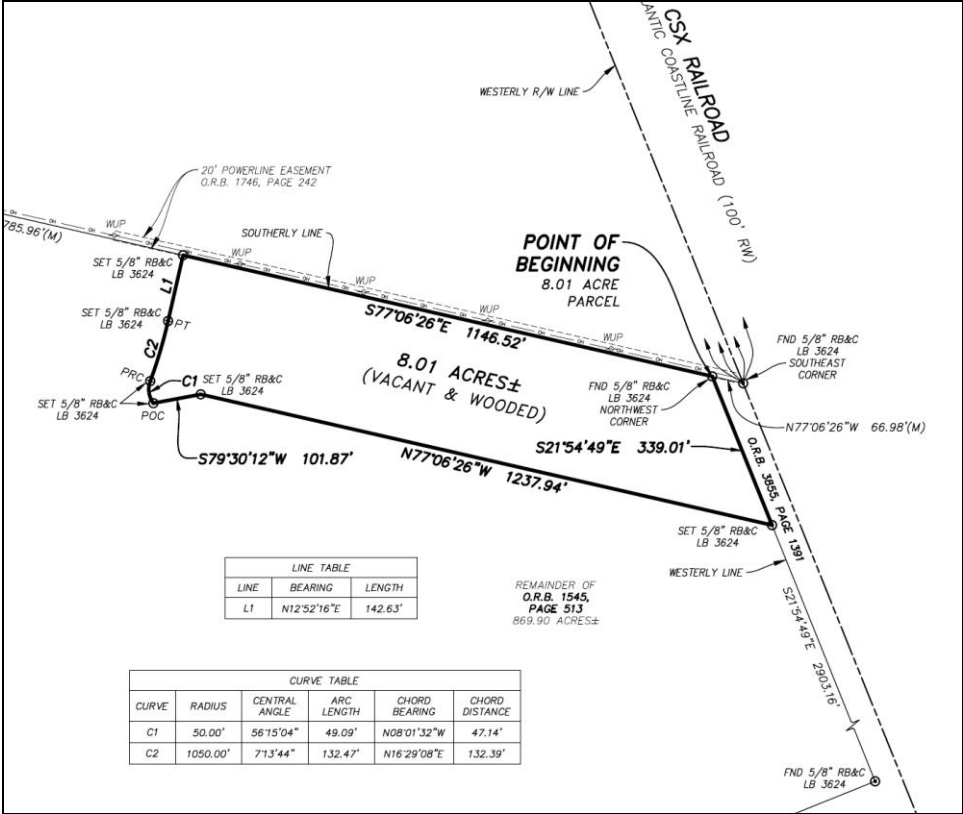 CSX RAILROAD
ANTIC COASTLINE RAILROAD (100' RW)
WESTERLY R/W LINE
20' POWERLINE EASEMENT
O.R.B. 1746, PAGE 242
785.96'(M)
OH
WUP
SOUTHERLY LINE
WUP
WUP
WUP
WUP
SET 5/8" RB&C
LB 3624
L1
SET 5/8" RB&C
LB 3624
PT
C2
PRC
C1
SET 5/8" RB&C
LB 3624
SET 5/8" RB&C
LB 3624
POC
S77°06'26"E 1146.52'
8.01 ACRES±
(VACANT & WOODED)
POINT OF
BEGINNING
8.01 ACRE
PARCEL
FND 5/8" RB&C
LB 3624
SOUTHEAST
CORNER
FND 5/8" RB&C
LB 3624
NORTHWEST
CORNER
N77°06'26"W 66.98'(M)
S21°54'49"E 339.01'
O.R.B. 3855, PAGE 1391
S79°30'12"W 101.87'
N77°06'26"W 1237.94'
SET 5/8" RB&C
LB 3624
WESTERLY LINE
S21°54'49"E 2903.16'
REMAINDER OF
O.R.B. 1545,
PAGE 513
869.90 ACRES±
LINE TABLE
LINE BEARING LENGTH
L1 N12°52'16"E 142.63'
CURVE TABLE
CURVE RADIUS CENTRAL ANGLE ARC LENGTH CHORD BEARING CHORD DISTANCE
C1 50.00' 56°15'04" 49.09' N08°01'32"W 47.14'
C2 1050.00' 7°13'44" 132.47' N16°29'08"E 132.39'
FND 5/8" RB&C
LB 3624